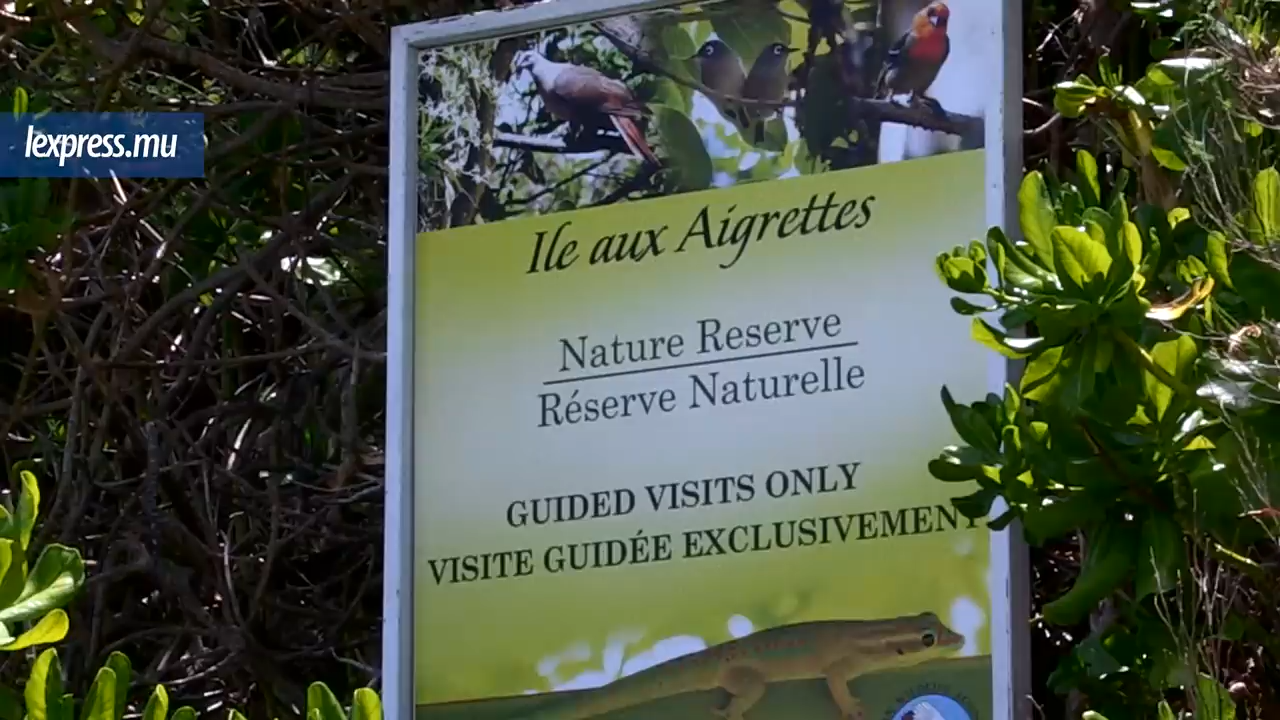 lexpress.mu
Ile aux Aigrettes
Nature Reserve
Réserve Naturelle
GUIDED VISITS ONLY
VISITE GUIDÉE EXCLUSIVEMENT